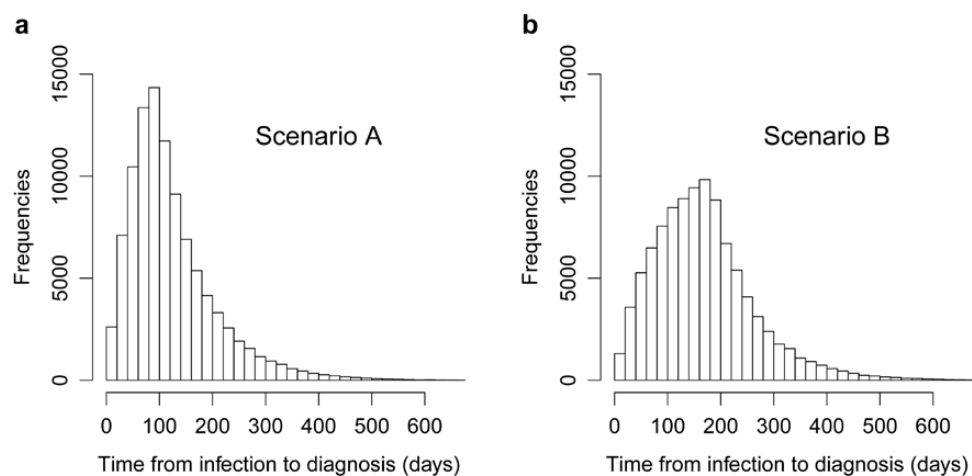 a
15000
10000
5000
0
Frequencies
Scenario A
0 100 200 300 400 500 600
Time from infection to diagnosis (days)
b
15000
10000
5000
0
Frequencies
Scenario B
0 100 200 300 400 500 600
Time from infection to diagnosis (days)